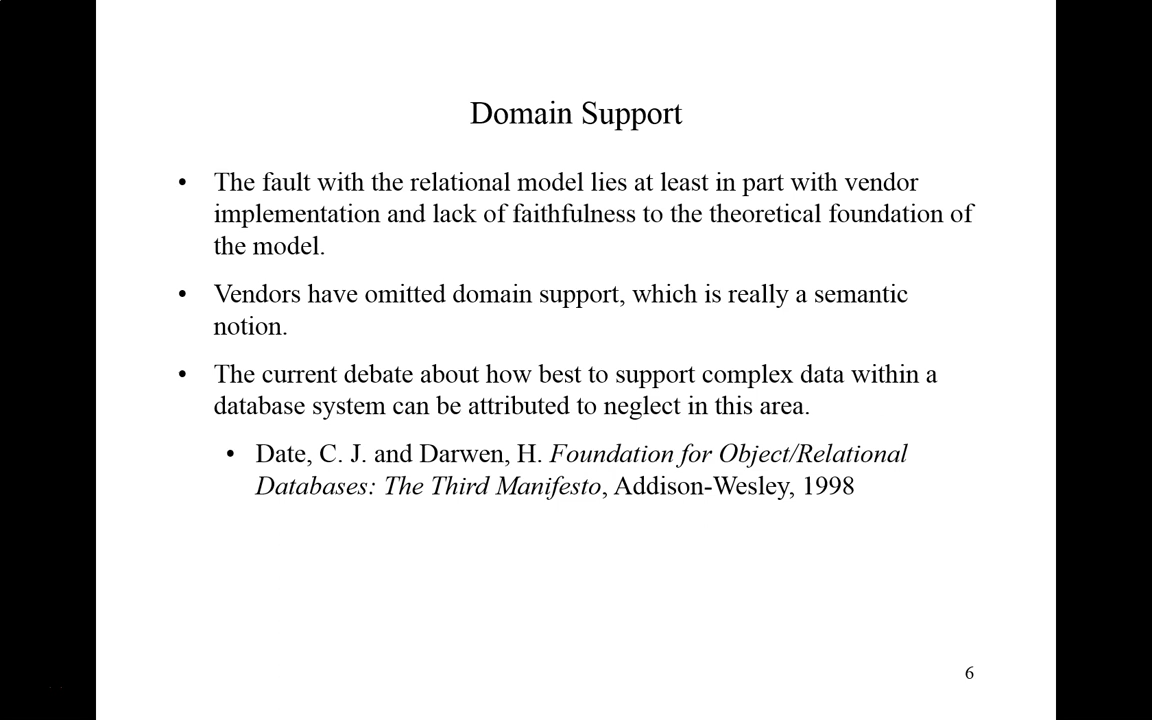 Domain Support
• The fault with the relational model lies at least in part with vendor
implementation and lack of faithfulness to the theoretical foundation of
the model.
• Vendors have omitted domain support, which is really a semantic
notion.
• The current debate about how best to support complex data within a
database system can be attributed to neglect in this area.
• Date, C. J. and Darwen, H. Foundation for Object/Relational
Databases: The Third Manifesto, Addison-Wesley, 1998
6